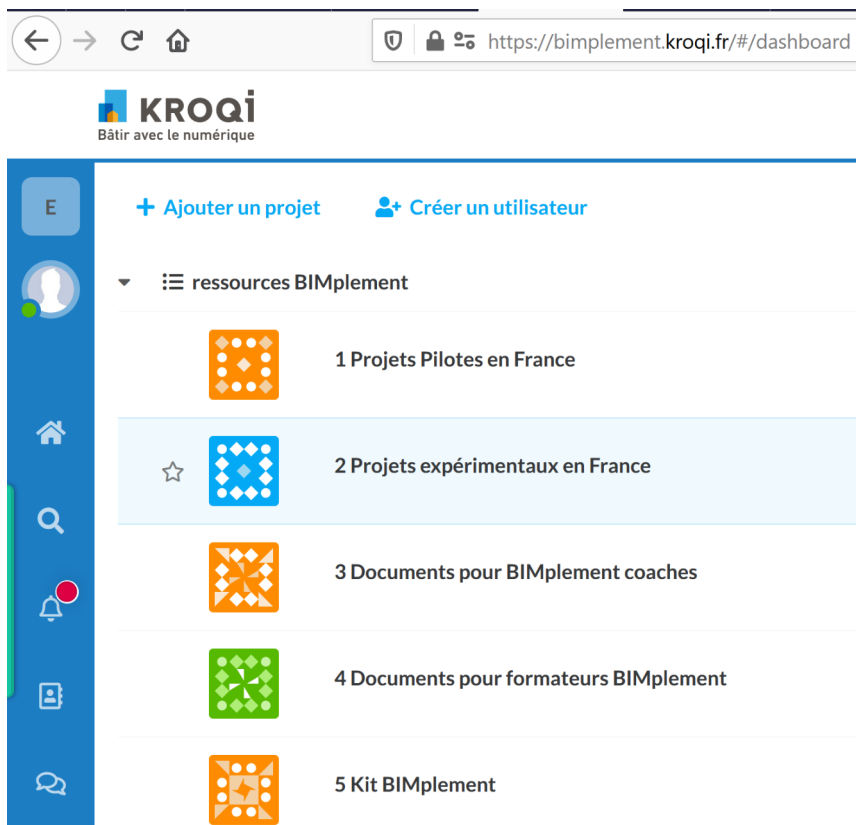 https://bimplement.kroqi.fr/#/dashboard
KROQi
Bâtir avec le numérique
E
+ Ajouter un projet
Créer un utilisateur
ressources BIMplement
1 Projets Pilotes en France
2 Projets expérimentaux en France
3 Documents pour BIMplement coaches
4 Documents pour formateurs BIMplement
5 Kit BIMplement